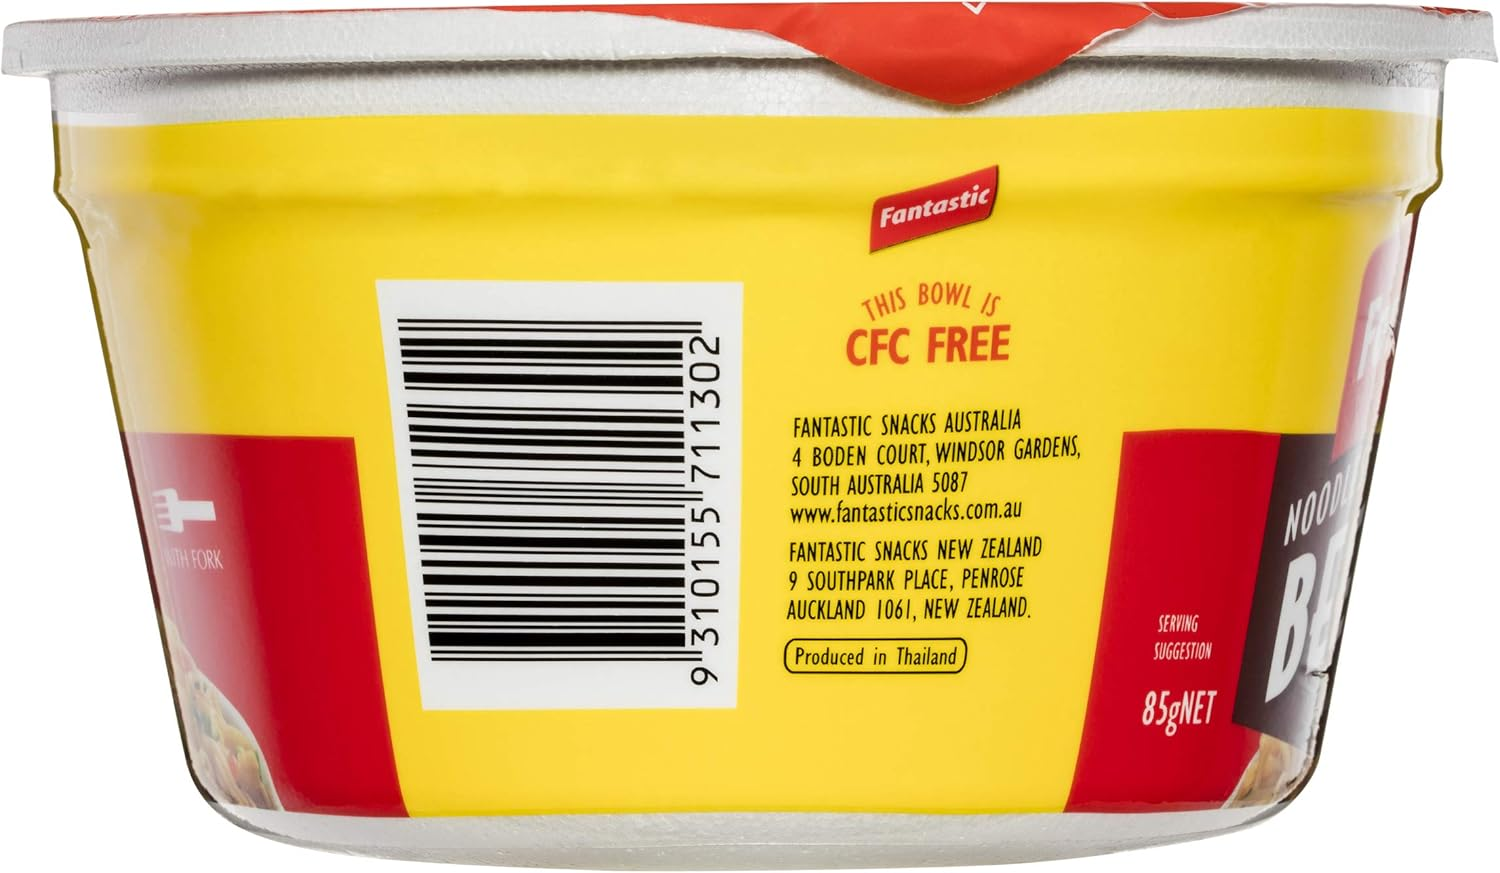 Fantastic
THIS BOWL IS
CFC FREE
FANTASTIC SNACKS AUSTRALIA
4 BODEN COURT, WINDSOR GARDENS,
SOUTH AUSTRALIA 5087
www.fantasticsnacks.com.au
FANTASTIC SNACKS NEW ZEALAND
9 SOUTHPARK PLACE, PENROSE
AUCKLAND 1061, NEW ZEALAND.
Produced in Thailand
9 310155 711302
WITH FORK
SERVING
SUGGESTION
85gNET